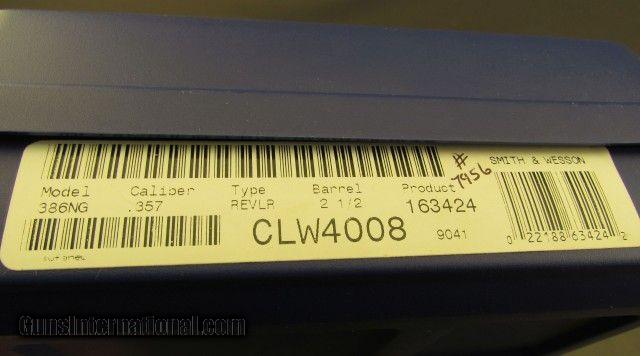 SMITH & WESSON
# 7956
Model Caliber Type Barrel Product
386NG .357 REVLR 2 1/2 163424
CLW4008 9041
0 22188 63424 2
GunsInternational.com